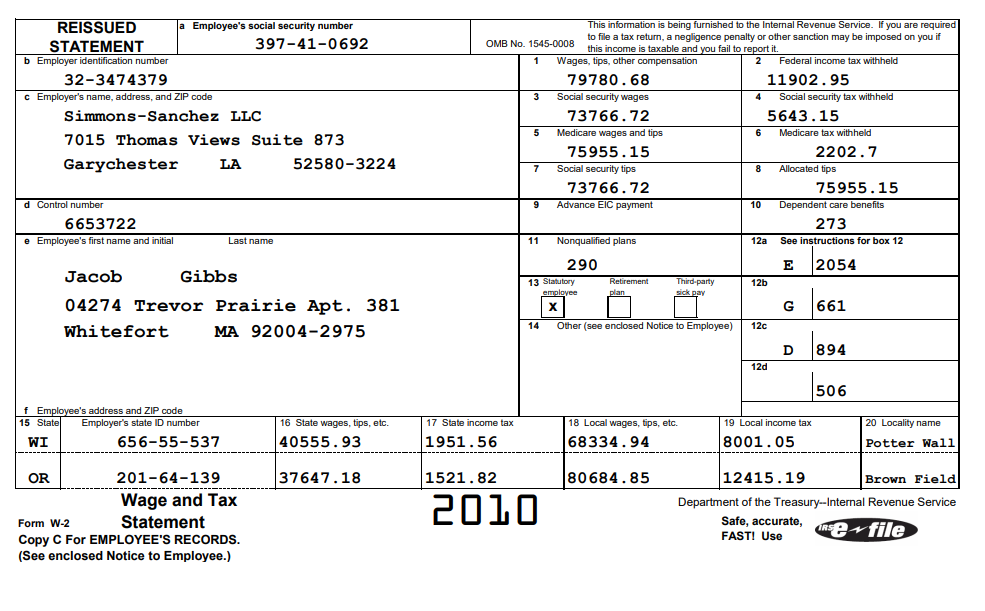 REISSUED STATEMENT
a Employee's social security number
397-41-0692
OMB No. 1545-0008
This information is being furnished to the Internal Revenue Service. If you are required
to file a tax return, a negligence penalty or other sanction may be imposed on you if
this income is taxable and you fail to report it.
b Employer identification number
32-3474379
1 Wages, tips, other compensation
79780.68
2 Federal income tax withheld
11902.95
c Employer's name, address, and ZIP code
Simmons-Sanchez LLC
7015 Thomas Views Suite 873
Garychester LA 52580-3224
3 Social security wages
73766.72
4 Social security tax withheld
5643.15
5 Medicare wages and tips
75955.15
6 Medicare tax withheld
2202.7
7 Social security tips
73766.72
8 Allocated tips
75955.15
d Control number
6653722
9 Advance EIC payment
10 Dependent care benefits
273
e Employee's first name and initial Last name
Jacob Gibbs
04274 Trevor Prairie Apt. 381
Whitefort MA 92004-2975
f Employee's address and ZIP code
11 Nonqualified plans
290
12a See instructions for box 12
E 2054
13 Statutory employee
x
Retirement plan
Third-party sick pay
12b
G 661
14 Other (see enclosed Notice to Employee)
12c
D 894
12d
506
15 State Employer's state ID number 16 State wages, tips, etc. 17 State income tax 18 Local wages, tips, etc. 19 Local income tax 20 Locality name
WI 656-55-537 40555.93 1951.56 68334.94 8001.05 Potter Wall
OR 201-64-139 37647.18 1521.82 80684.85 12415.19 Brown Field
Form W-2
Wage and Tax
Statement
2010
Department of the Treasury--Internal Revenue Service
Copy C For EMPLOYEE'S RECORDS.
(See enclosed Notice to Employee.)
Safe, accurate,
FAST! Use
IRS e-file